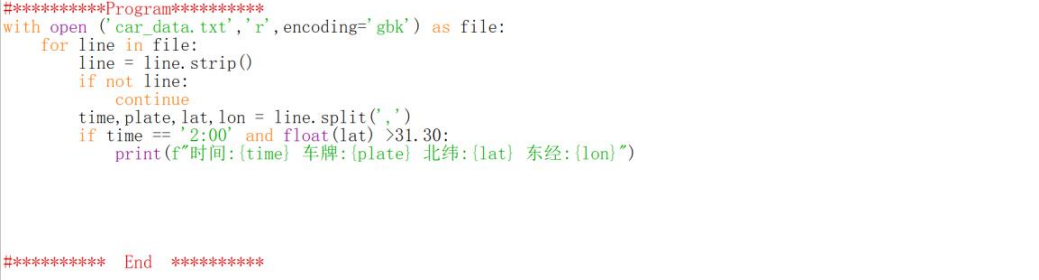 #**********Program**********
with open ('car_data.txt','r',encoding='gbk') as file:
    for line in file:
        line = line.strip()
        if not line:
            continue
        time,plate,lat,lon = line.split(',')
        if time == '2:00' and float(lat) >31.30:
            print(f"时间:{time} 车牌:{plate} 北纬:{lat} 东经:{lon}")
#**********  End  **********